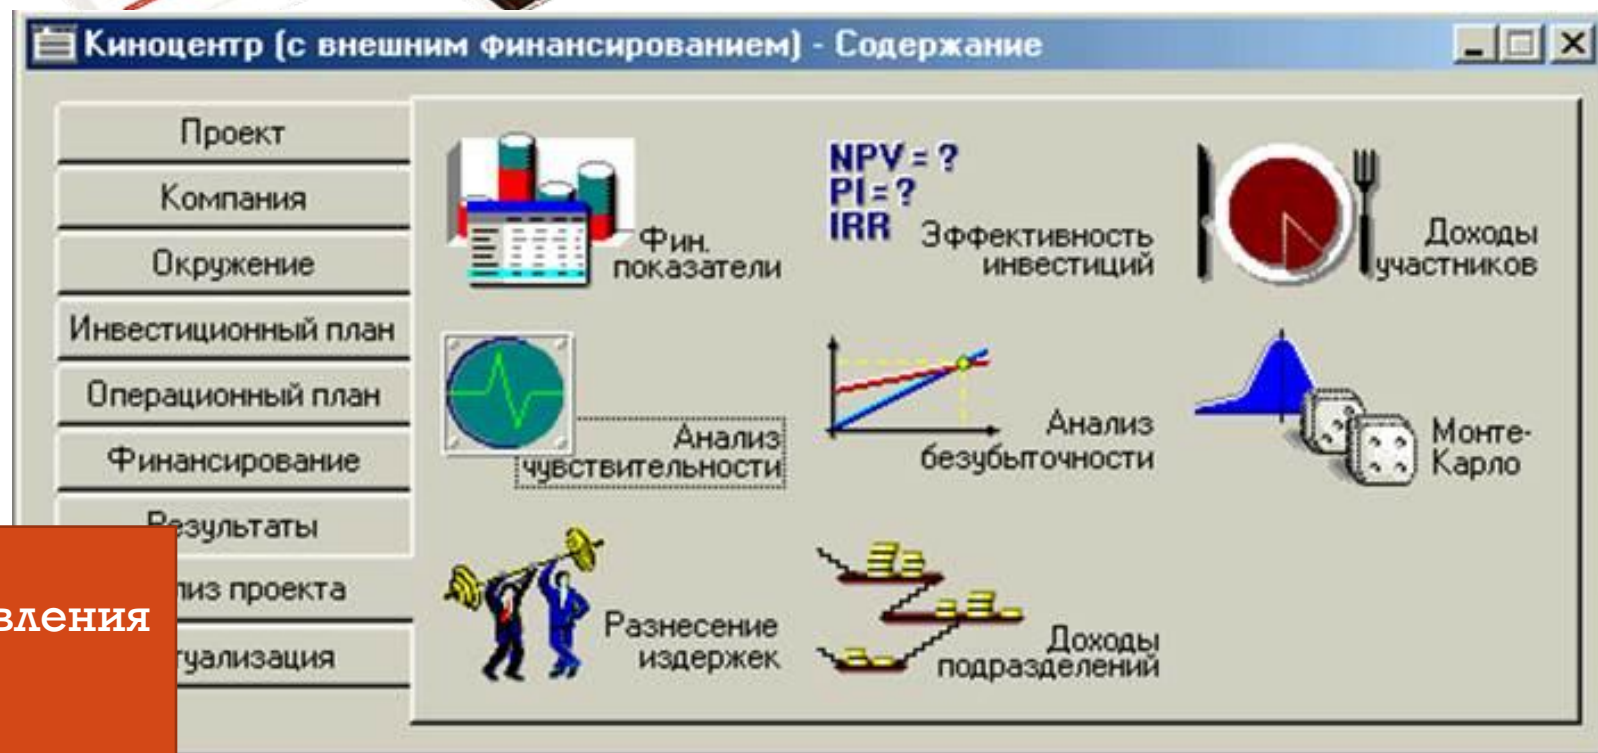 Киноцентр (с внешним финансированием) - Содержание
Проект
Компания
Окружение
Инвестиционный план
Операционный план
Финансирование
Результаты
лиз проекта
туализация
вления
Фин.
показатели
NPV = ?
PI = ?
IRR
Эффективность
инвестиций
Доходы
участников
Анализ
чувствительности
Анализ
безубыточности
Монте-
Карло
Разнесение
издержек
Доходы
подразделений